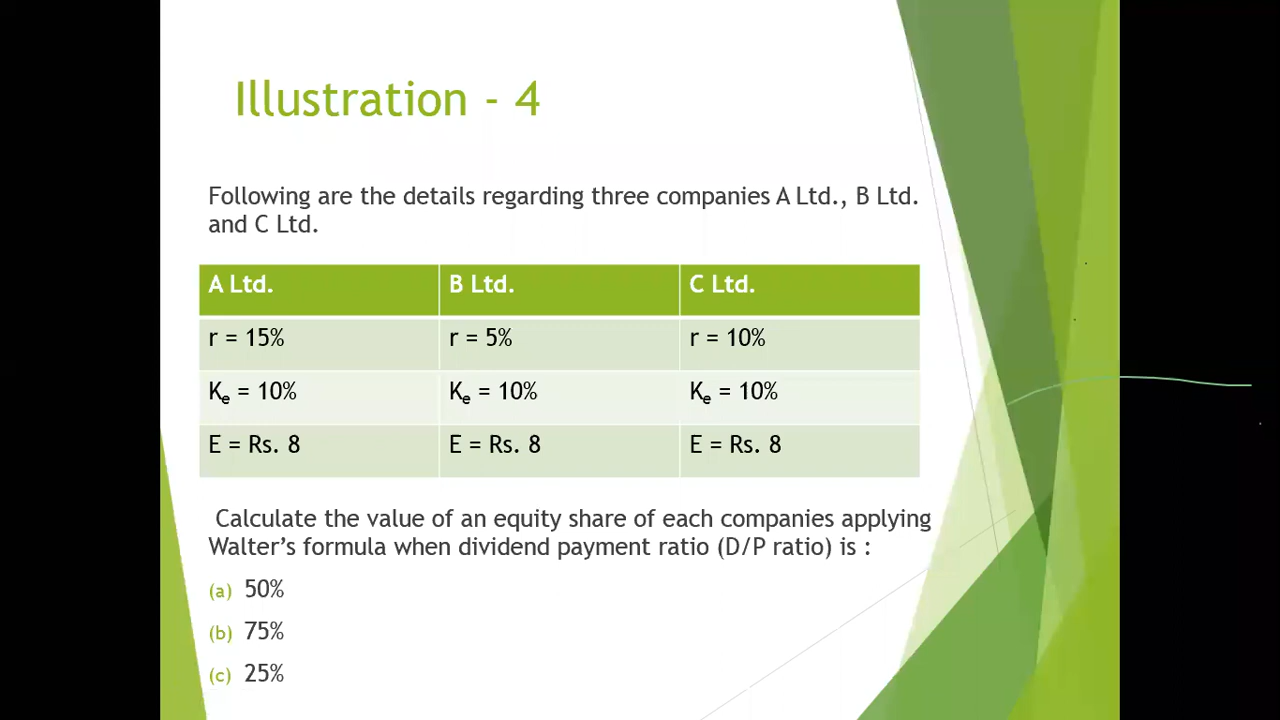 Illustration - 4
Following are the details regarding three companies A Ltd., B Ltd.
and C Ltd.
A Ltd. B Ltd. C Ltd.
r = 15% r = 5% r = 10%
Kₑ = 10% Kₑ = 10% Kₑ = 10%
E = Rs. 8 E = Rs. 8 E = Rs. 8
Calculate the value of an equity share of each companies applying
Walter’s formula when dividend payment ratio (D/P ratio) is :
(a) 50%
(b) 75%
(c) 25%